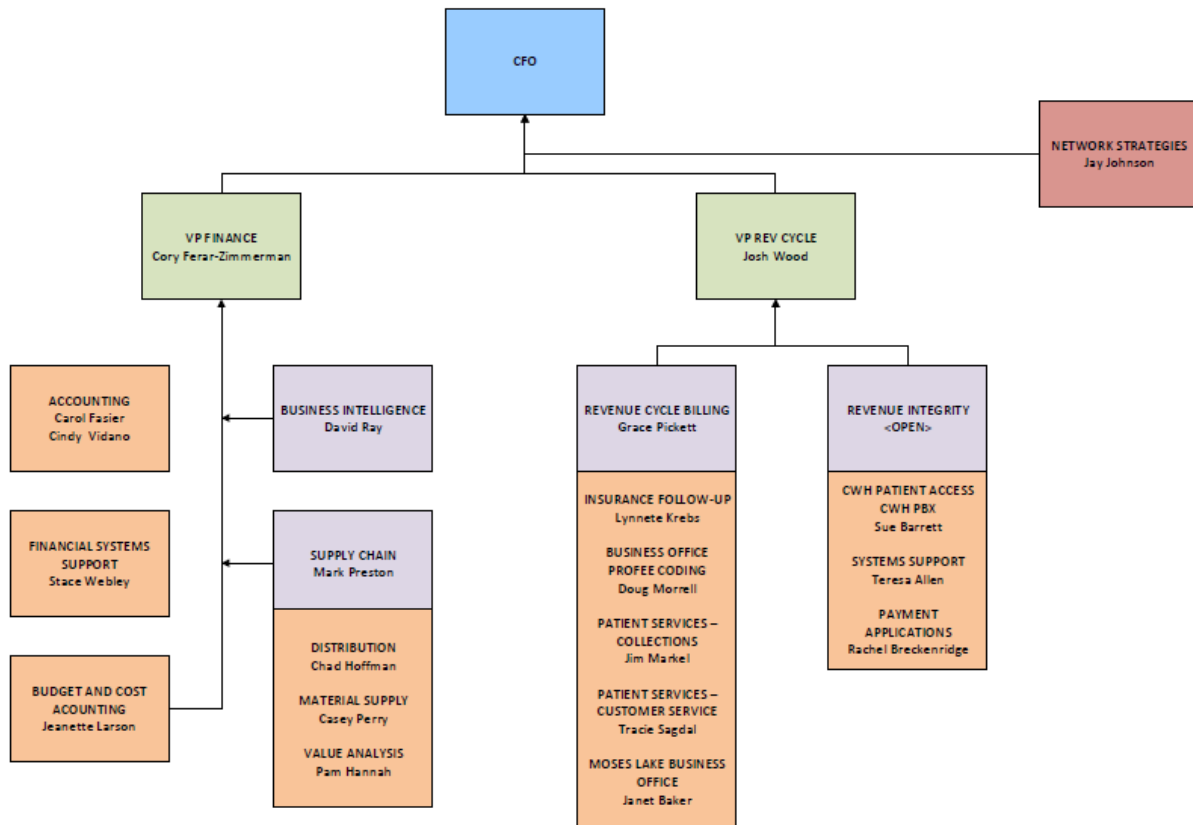 CFO
NETWORK STRATEGIES
Jay Johnson
VP FINANCE
Cory Ferar-Zimmerman
VP REV CYCLE
Josh Wood
ACCOUNTING
Carol Fasier
Cindy Vidano
BUSINESS INTELLIGENCE
David Ray
FINANCIAL SYSTEMS
SUPPORT
Stace Webley
SUPPLY CHAIN
Mark Preston
DISTRIBUTION
Chad Hoffman
MATERIAL SUPPLY
Casey Perry
VALUE ANALYSIS
Pam Hannah
BUDGET AND COST
ACOUNTING
Jeanette Larson
REVENUE CYCLE BILLING
Grace Pickett
INSURANCE FOLLOW-UP
Lynnete Krebs
BUSINESS OFFICE
PROFEE CODING
Doug Morrell
PATIENT SERVICES –
COLLECTIONS
Jim Markel
PATIENT SERVICES –
CUSTOMER SERVICE
Tracie Sagdal
MOSES LAKE BUSINESS
OFFICE
Janet Baker
REVENUE INTEGRITY
<OPEN>
CWH PATIENT ACCESS
CWH PBX
Sue Barrett
SYSTEMS SUPPORT
Teresa Allen
PAYMENT
APPLICATIONS
Rachel Breckenridge